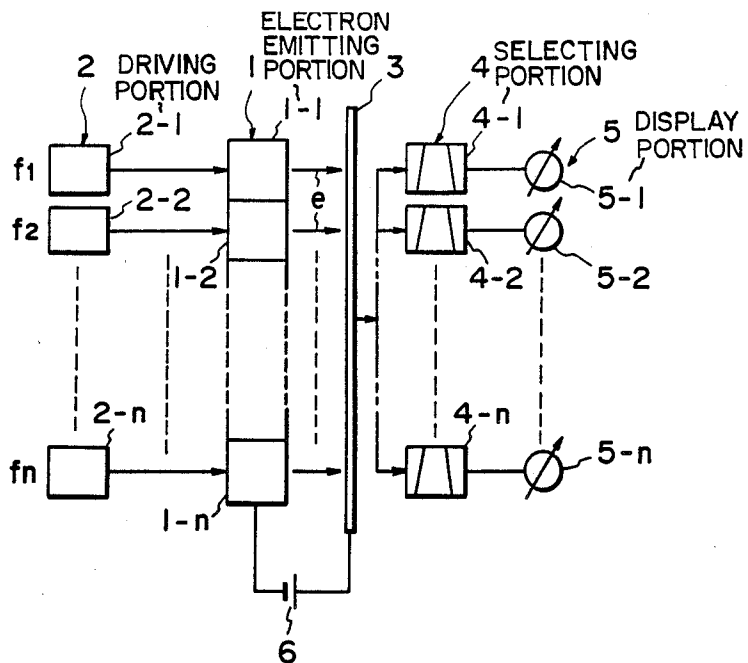 2
DRIVING
PORTION
2-1
1
ELECTRON
EMITTING
PORTION
1-1
3
4
SELECTING
PORTION
4-1
5
DISPLAY
PORTION
5-1
f1
e
f2
2-2
1-2
4-2
5-2
2-n
4-n
fn
5-n
1-n
6